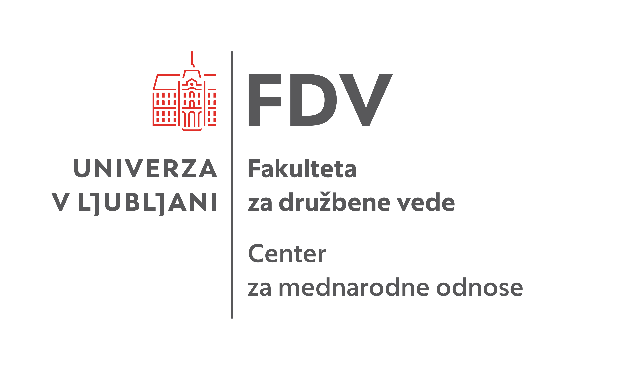 UNIVERZA
V LJUBLJANI
FDV
Fakulteta
za družbene vede
Center
za mednarodne odnose